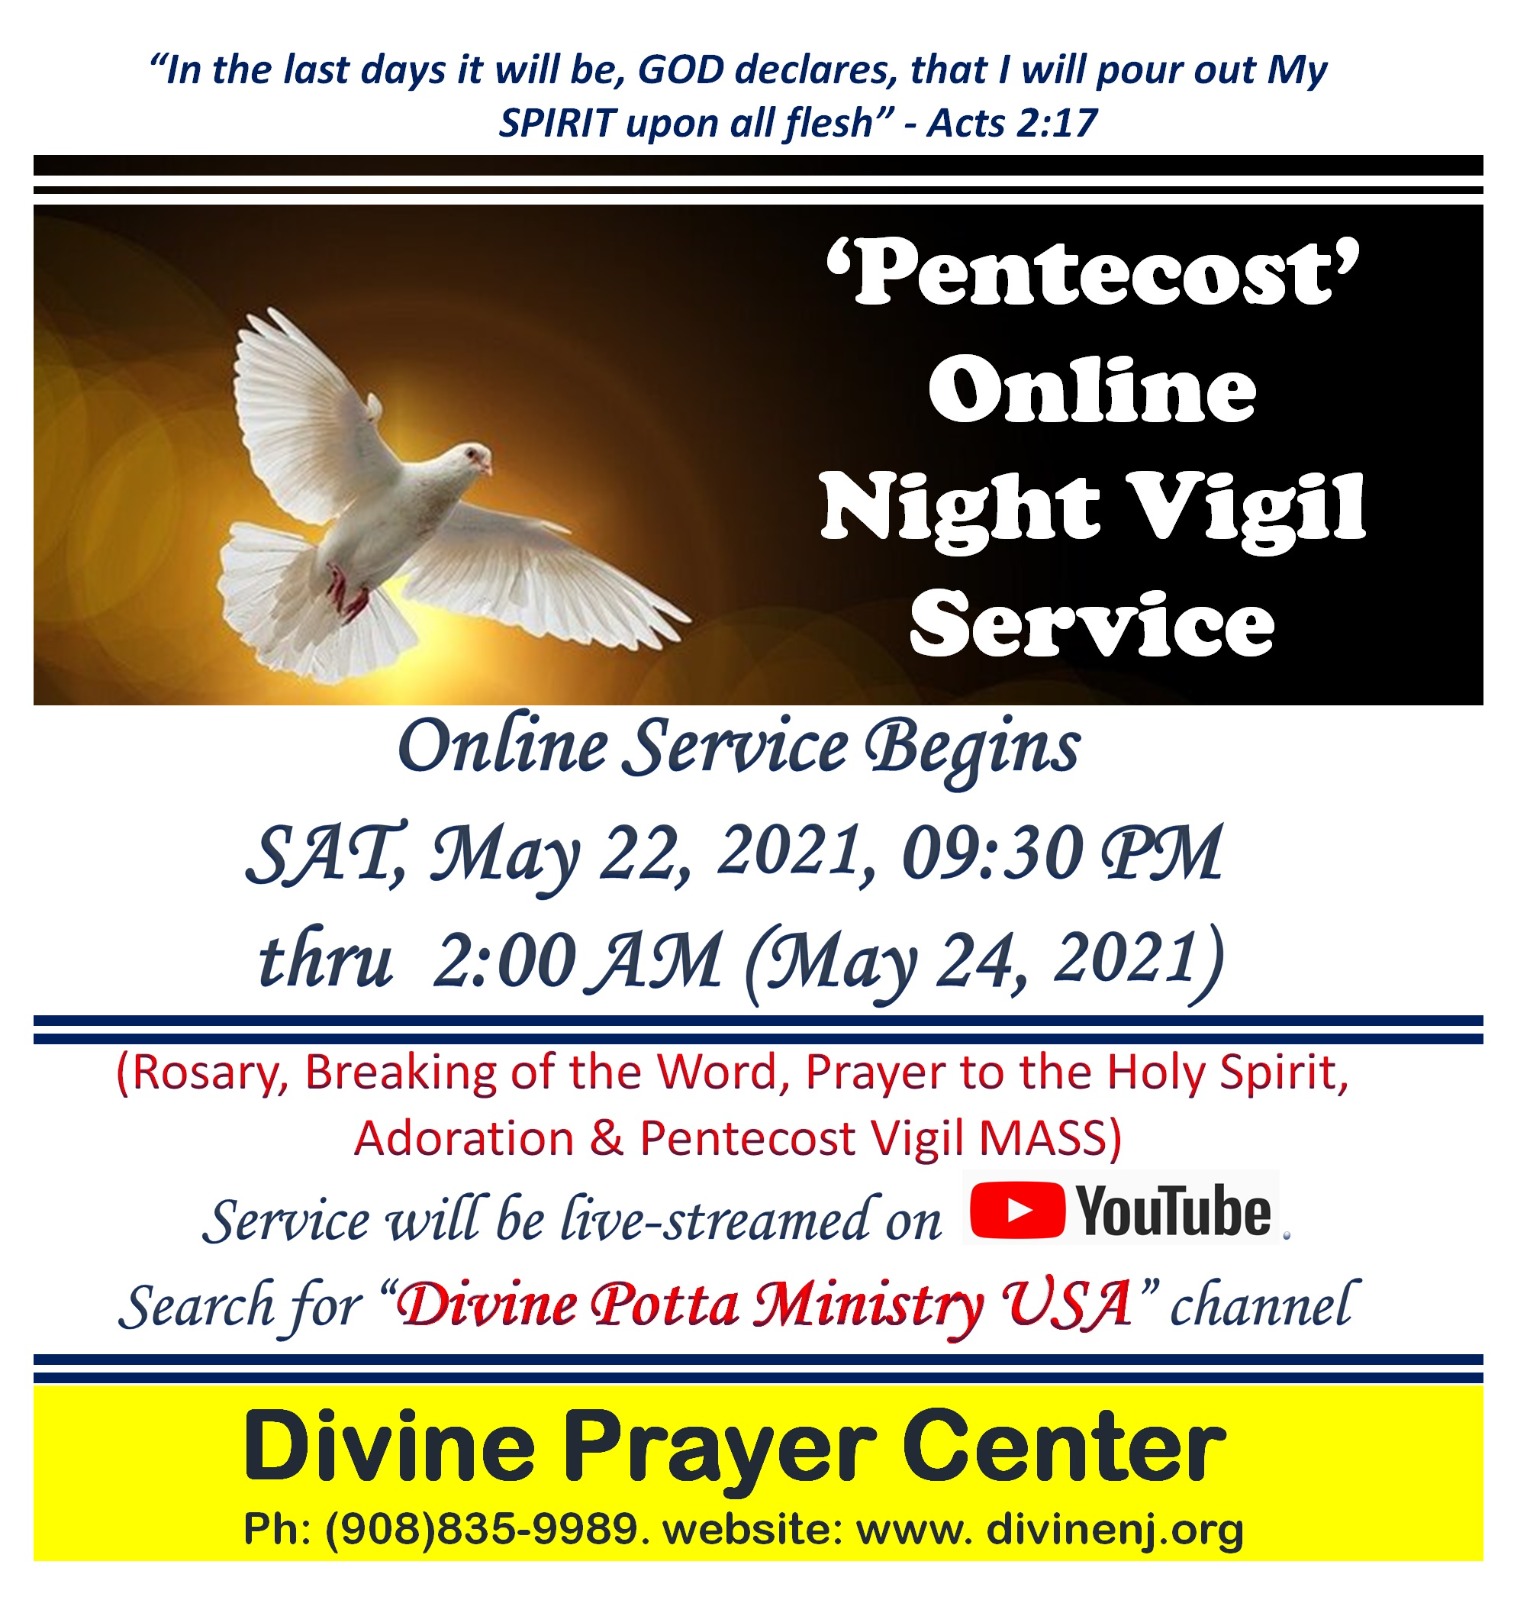 “In the last days it will be, GOD declares, that I will pour out My
SPIRIT upon all flesh” - Acts 2:17
‘Pentecost’
Online
Night Vigil
Service
Online Service Begins
SAT, May 22, 2021, 09:30 PM
thru 2:00 AM (May 24, 2021)
(Rosary, Breaking of the Word, Prayer to the Holy Spirit,
Adoration & Pentecost Vigil MASS)
Service will be live-streamed on YouTube.
Search for “Divine Potta Ministry USA” channel
Divine Prayer Center
Ph: (908)835-9989. website: www. divinenj.org